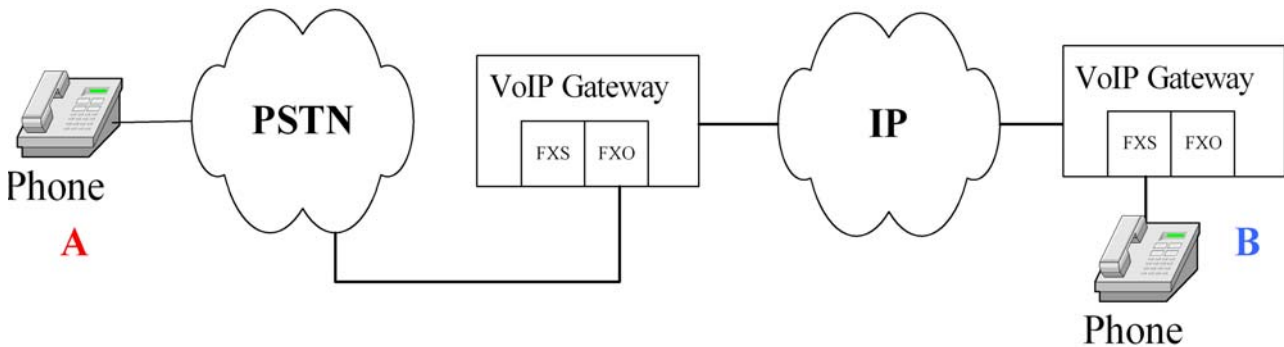 Phone
A
PSTN
VoIP Gateway
FXS FXO
IP
VoIP Gateway
FXS FXO
B
Phone